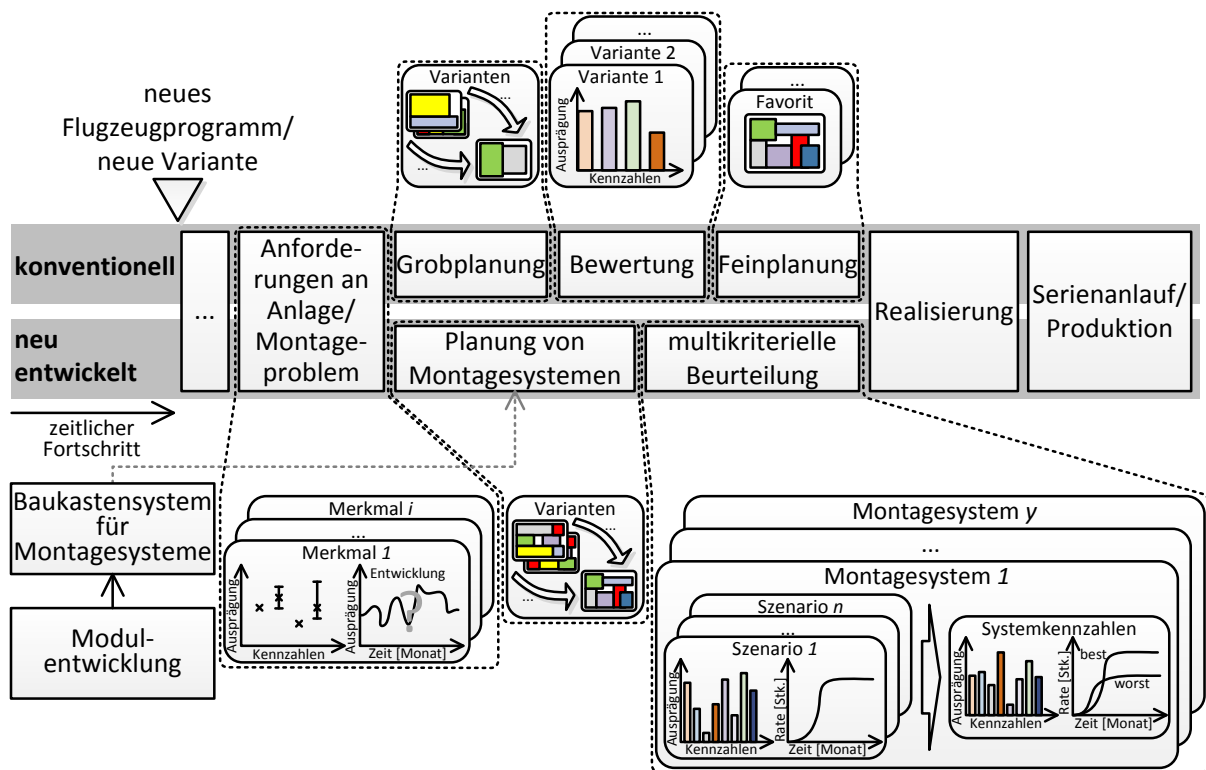 neues
Flugzeugprogramm/
neue Variante
Varianten
...
...
...
Variante 2
Variante 1
Ausprägung
Kennzahlen
...
Favorit
konventionell
neu
entwickelt
...
Anforde-
rungen an
Anlage/
Montage-
problem
Grobplanung
Bewertung
Feinplanung
Planung von
Montagesystemen
multikriterielle
Beurteilung
Realisierung
Serienanlauf/
Produktion
zeitlicher
Fortschritt
Baukastensystem
für
Montagesysteme
Modul-
entwicklung
Merkmal i
...
Merkmal 1
Ausprägung
Kennzahlen
Ausprägung
Entwicklung
?
Zeit [Monat]
Varianten
...
...
Montagesystem y
...
Montagesystem 1
Szenario n
...
Szenario 1
Ausprägung
Kennzahlen
Rate [Stk.]
Zeit [Monat]
Systemkennzahlen
Ausprägung
Kennzahlen
Rate [Stk.]
best
worst
Zeit [Monat]